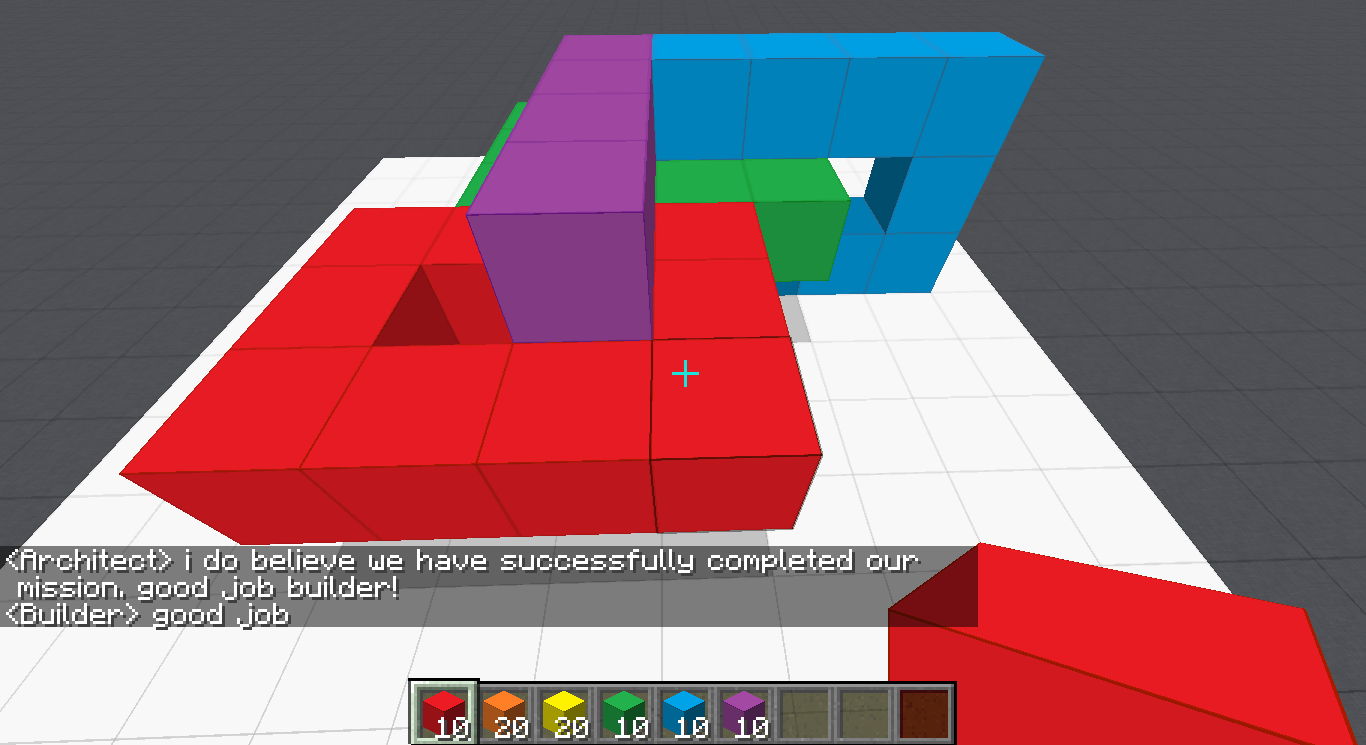 <Architect> i do believe we have successfully completed our
mission. good job builder!
<Builder> good job
10 20 20 10 10 10